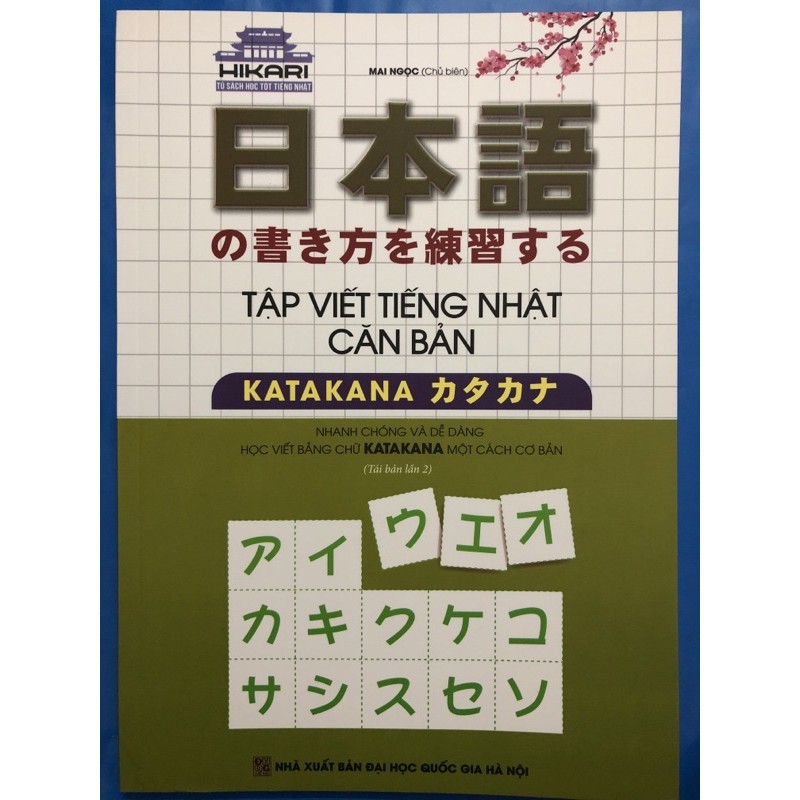 HIKARI
TỦ SÁCH HỌC TỐT TIẾNG NHẬT
MAI NGỌC (Chủ biên)
日本語
の書き方を練習する
TẬP VIẾT TIẾNG NHẬT
CĂN BẢN
KATAKANA カタカナ
NHANH CHÓNG VÀ DỄ DÀNG
HỌC VIẾT BẢNG CHỮ KATAKANA MỘT CÁCH CƠ BẢN
(Tái bản lần 2)
アイウエオ
カキクケコ
サシスセソ
NHÀ XUẤT BẢN ĐẠI HỌC QUỐC GIA HÀ NỘI